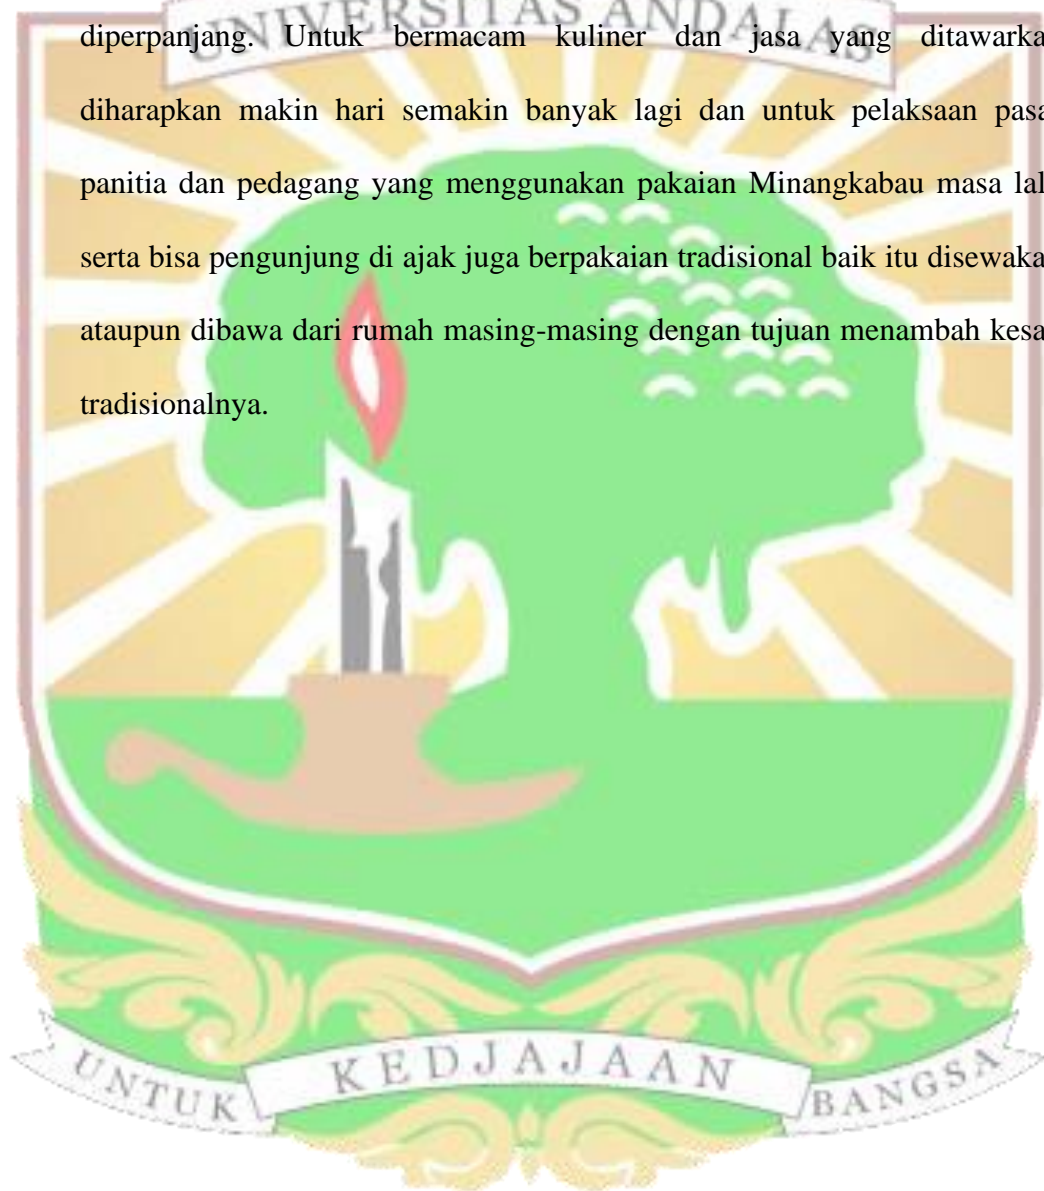 UNIVERSITAS ANDALAS
diperpanjang. Untuk bermacam kuliner dan jasa yang ditawarka
diharapkan makin hari semakin banyak lagi dan untuk pelaksaan pasa
panitia dan pedagang yang menggunakan pakaian Minangkabau masa lal
serta bisa pengunjung di ajak juga berpakaian tradisional baik itu disewaka
ataupun dibawa dari rumah masing-masing dengan tujuan menambah kesa
tradisionalnya.
UNTUK KEDJAJAAN BANGSA